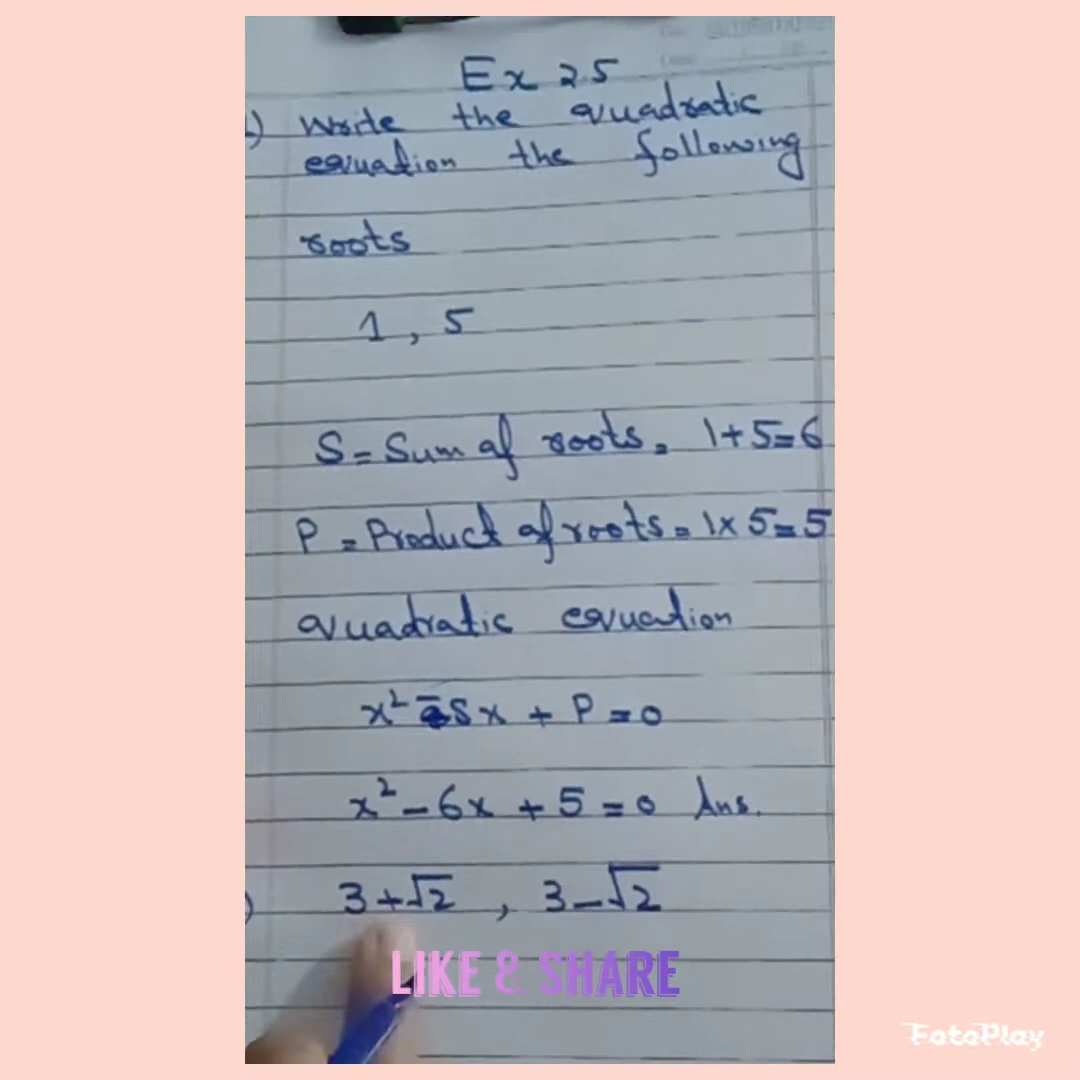 Ex 2.5
1) Write the quadratic
equation the following
roots
1 , 5
S = Sum of roots = 1+5=6
P = Product of roots = 1×5=5
quadratic equation
x² - Sx + P = 0
x² - 6x + 5 = 0 Ans.
3+√2 , 3-√2
LIKE & SHARE
FotoPlay